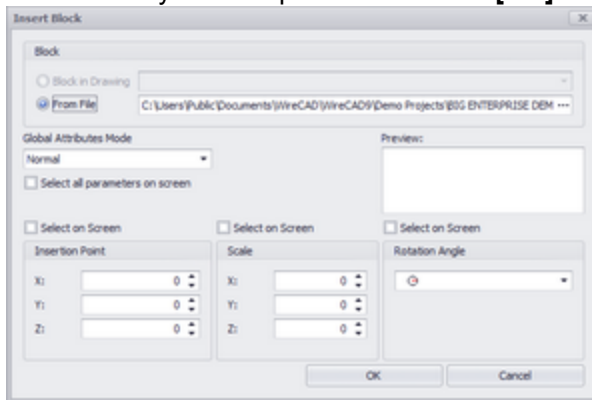 Insert Block
Block
Block in Drawing
From File C:\Users\Public\Documents\WireCAD\WireCAD9\Demo Projects\BIG ENTERPRISE DEM ...
Global Attributes Mode Preview:
Normal
Select all parameters on screen
Select on Screen Select on Screen Select on Screen
Insertion Point Scale Rotation Angle
X: 0 X: 0
Y: 0 Y: 0
Z: 0 Z: 0
OK Cancel